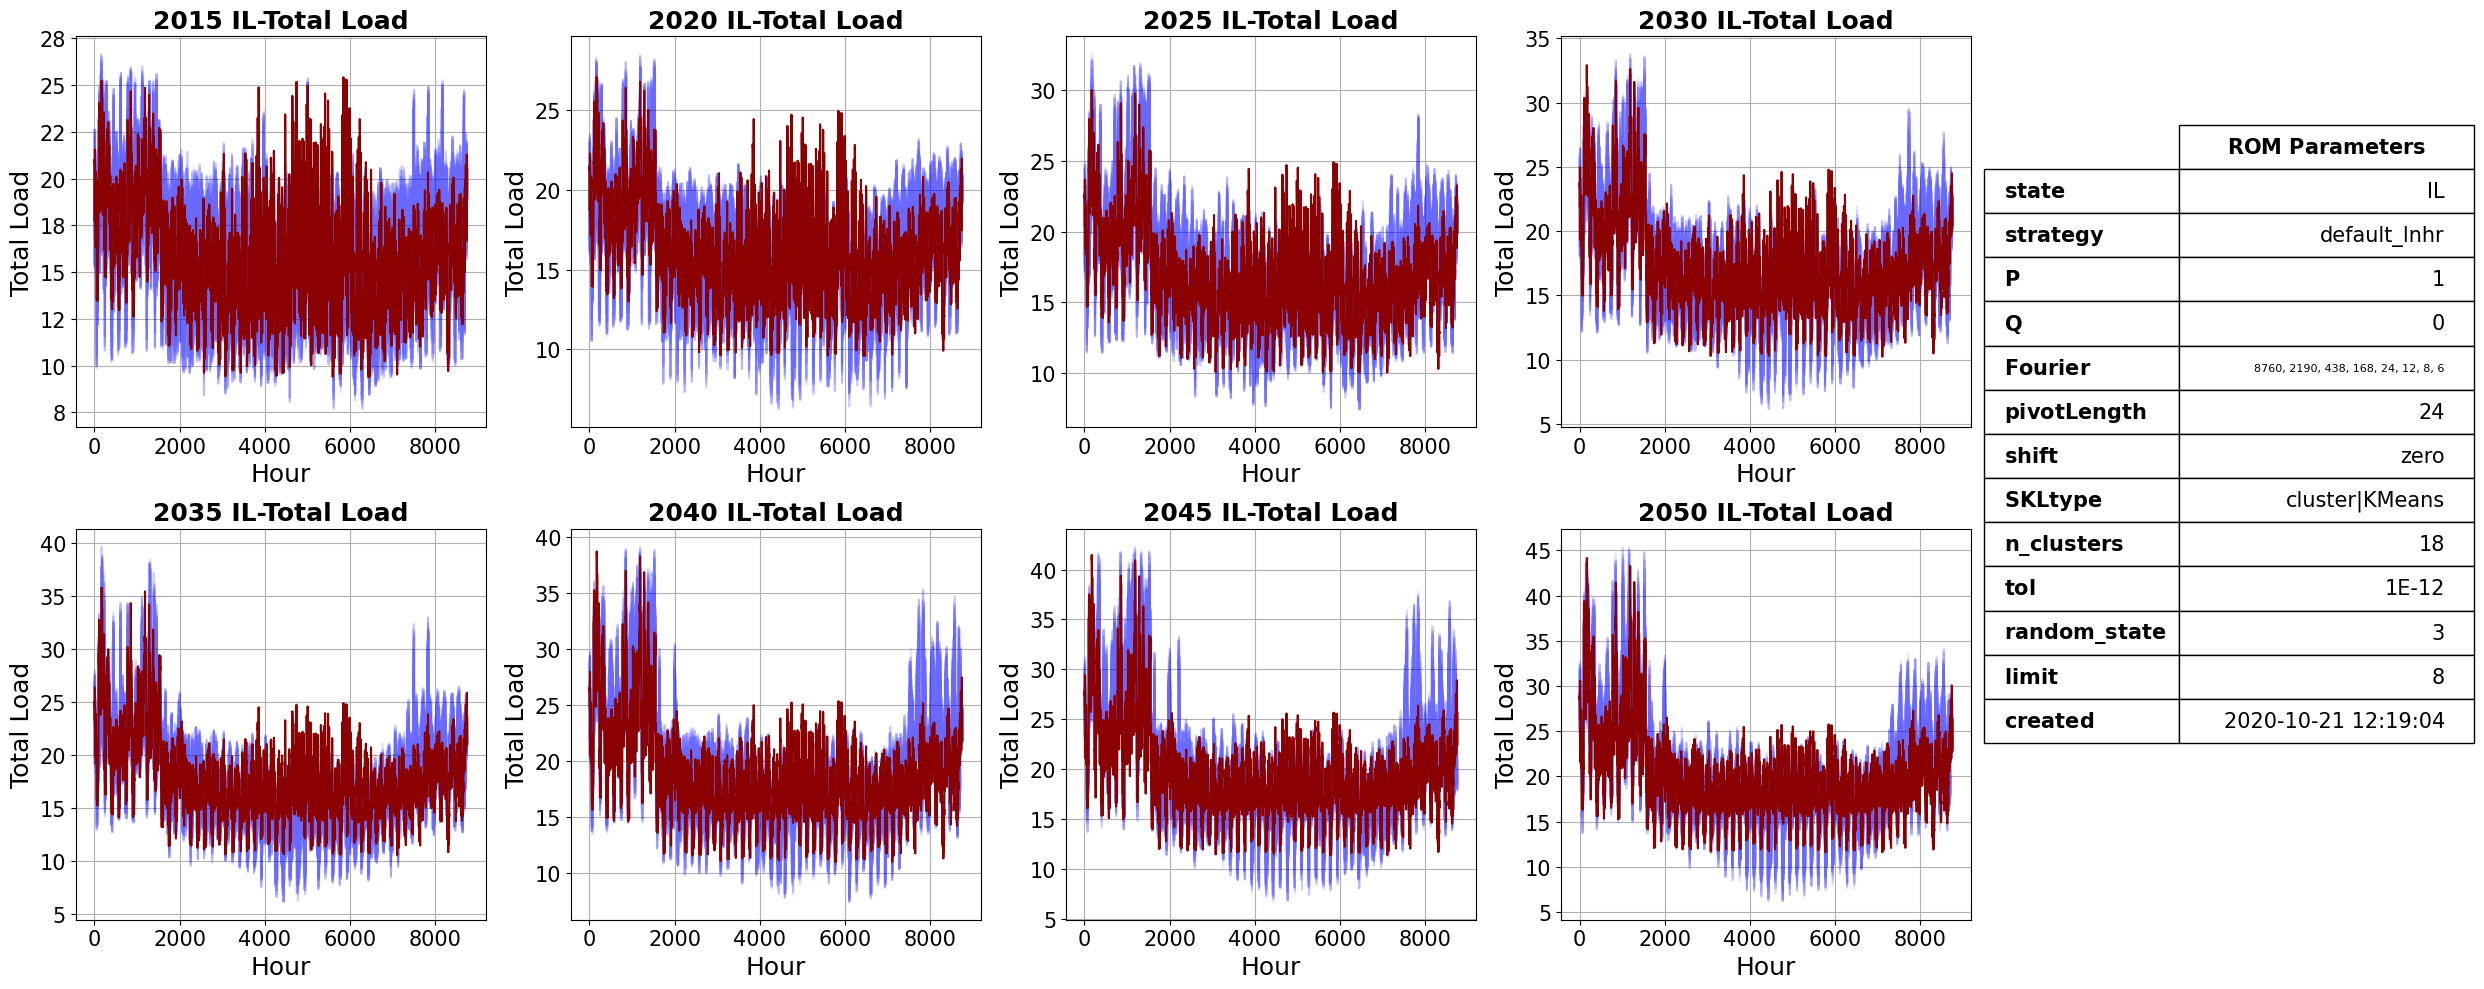 2015 IL-Total Load
28
25
22
20
18
15
12
10
8
Total Load
0 2000 4000 6000 8000
Hour
2020 IL-Total Load
25
20
15
10
Total Load
0 2000 4000 6000 8000
Hour
2025 IL-Total Load
30
25
20
15
10
Total Load
0 2000 4000 6000 8000
Hour
2030 IL-Total Load
35
30
25
20
15
10
5
Total Load
0 2000 4000 6000 8000
Hour
2035 IL-Total Load
40
35
30
25
20
15
10
5
Total Load
0 2000 4000 6000 8000
Hour
2040 IL-Total Load
40
35
30
25
20
15
10
Total Load
0 2000 4000 6000 8000
Hour
2045 IL-Total Load
40
35
30
25
20
15
10
5
Total Load
0 2000 4000 6000 8000
Hour
2050 IL-Total Load
45
40
35
30
25
20
15
10
5
Total Load
0 2000 4000 6000 8000
Hour
ROM Parameters
state IL
strategy default_lnhr
P 1
Q 0
Fourier 8760, 2190, 438, 168, 24, 12, 8, 6
pivotLength 24
shift zero
SKLtype cluster|KMeans
n_clusters 18
tol 1E-12
random_state 3
limit 8
created 2020-10-21 12:19:04